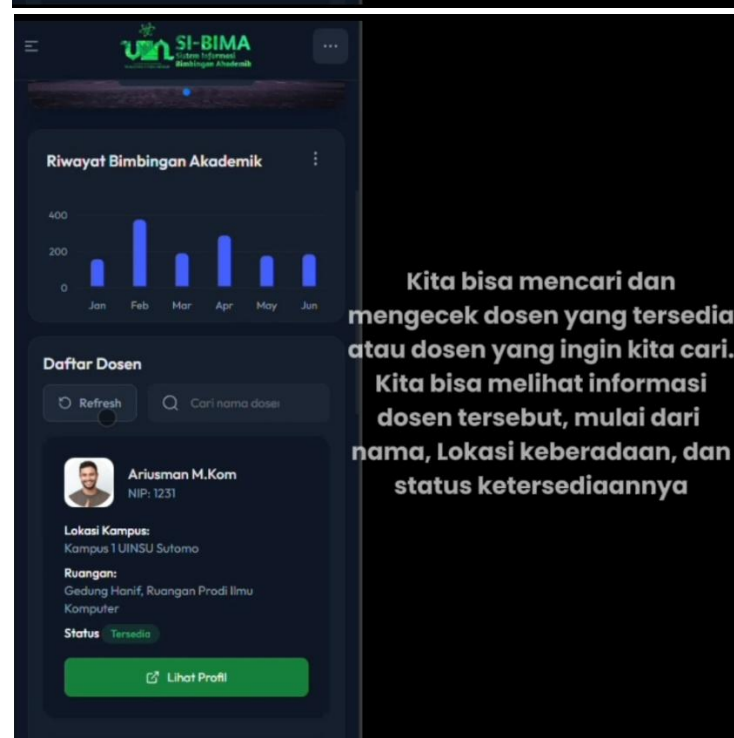 SI-BIMA
Sistem Informasi
Bimbingan Akademik
Riwayat Bimbingan Akademik
400
200
0
Jan Feb Mar Apr May Jun
Daftar Dosen
Refresh
Cari nama dosen
Ariusman M.Kom
NIP: 1231
Lokasi Kampus:
Kampus 1 UINSU Sutomo
Ruangan:
Gedung Hanif, Ruangan Prodi Ilmu
Komputer
Status Tersedia
Lihat Profil
Kita bisa mencari dan
mengecek dosen yang tersedia
atau dosen yang ingin kita cari.
Kita bisa melihat informasi
dosen tersebut, mulai dari
nama, Lokasi keberadaan, dan
status ketersediaannya